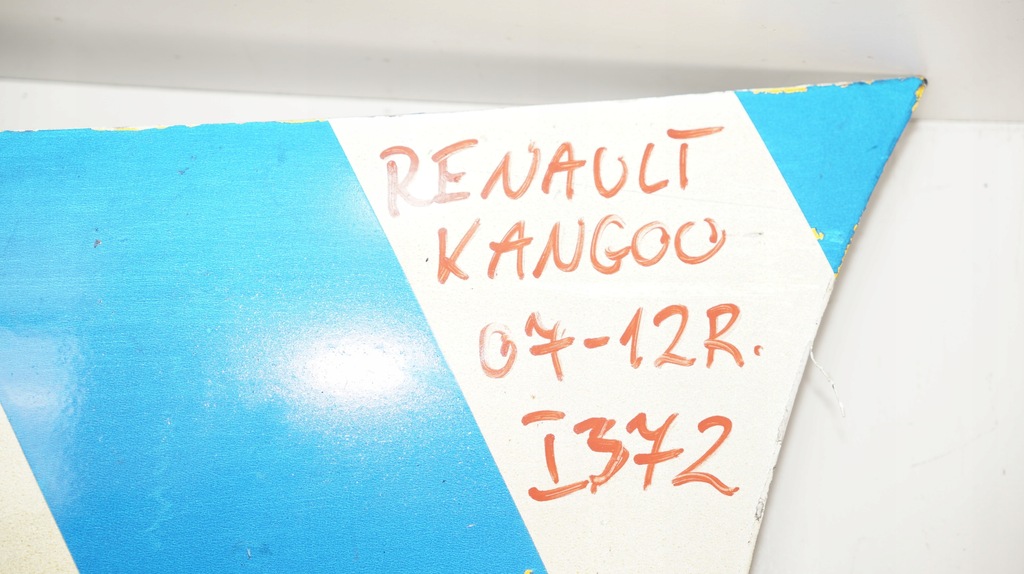 RENAULT
KANGOO
07-12R.
I372